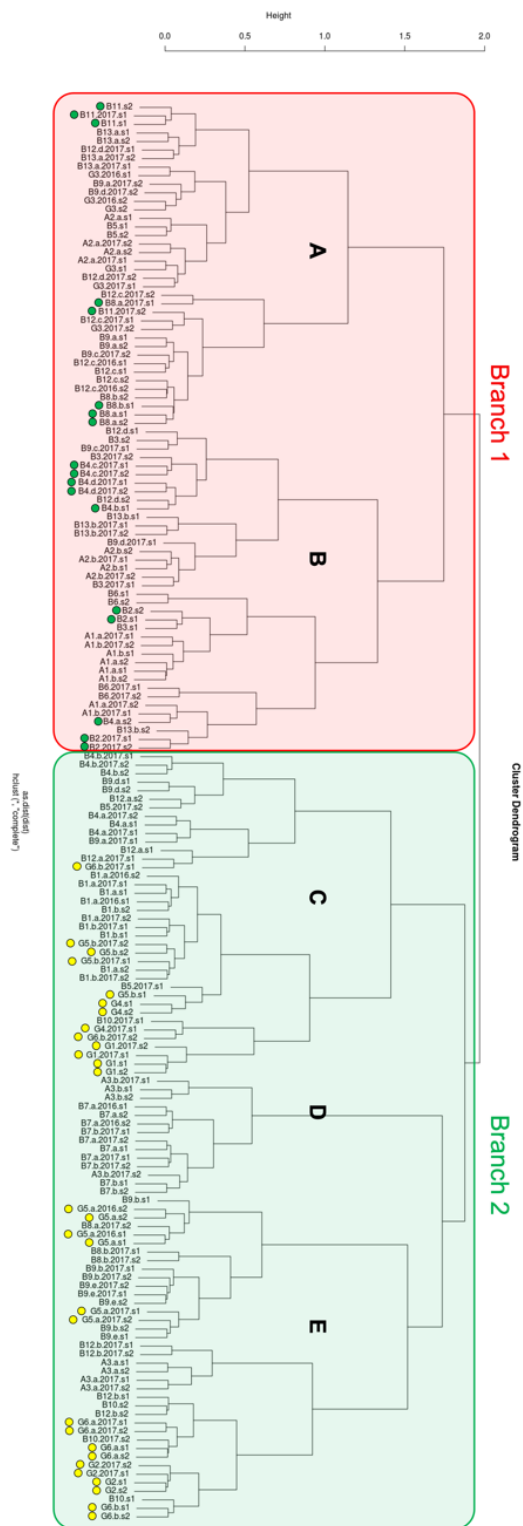 Height
0.0
0.5
1.0
1.5
2.0
Branch 1
Branch 2
Cluster Dendrogram
as.dist(dist)
hclust (*, "complete")
A
B
C
D
E
B11.s2
B11.2017.s1
B11.s1
B13.a.s1
B13.a.s2
B12.d.2017.s1
B13.a.2017.s2
B13.a.2017.s1
G3.2016.s1
B9.a.2017.s2
B9.d.2017.s2
G3.2016.s2
G3.s2
A2.a.s1
B5.s1
B5.s2
A2.a.2017.s2
A2.a.s2
A2.a.2017.s1
G3.s1
B12.d.2017.s2
G3.2017.s1
B12.c.2017.s2
B8.a.2017.s1
B11.2017.s2
B12.c.2017.s1
G3.2017.s2
B9.a.s1
B9.a.s2
B9.c.2017.s2
B12.c.2016.s1
B12.c.s1
B12.c.s2
B12.c.2016.s2
B8.b.s2
B8.b.s1
B8.a.s1
B8.a.s2
B12.d.s1
B3.s2
B9.c.2017.s1
B3.2017.s2
B4.c.2017.s1
B4.c.2017.s2
B4.d.2017.s1
B4.d.2017.s2
B12.d.s2
B4.b.s1
B13.b.s1
B13.b.2017.s1
B13.b.2017.s2
B9.d.2017.s1
A2.b.s2
A2.b.2017.s1
A2.b.s1
A2.b.2017.s2
B3.2017.s1
B6.s1
B6.s2
B2.s2
B2.s1
B3.s1
A1.a.2017.s1
A1.b.2017.s2
A1.b.s1
A1.a.s2
A1.a.s1
A1.b.s2
B6.2017.s1
B6.2017.s2
A1.a.2017.s2
A1.b.2017.s1
B4.a.s2
B13.b.s2
B2.2017.s1
B2.2017.s2
B4.b.2017.s1
B4.b.2017.s2
B4.b.s2
B9.d.s1
B9.d.s2
B12.a.s2
B5.2017.s2
B4.a.2017.s2
B4.a.s1
B4.a.2017.s1
B9.a.2017.s1
B12.a.s1
B12.a.2017.s1
G6.b.2017.s1
B1.a.2016.s2
B1.a.2017.s1
B1.a.s1
B1.a.2016.s1
B1.b.s2
B1.a.2017.s2
B1.b.2017.s1
B1.b.s1
G5.b.2017.s2
G5.b.s2
G5.b.2017.s1
B1.a.s2
B1.b.2017.s2
B5.2017.s1
G5.b.s1
G4.s1
G4.s2
B10.2017.s1
G4.2017.s1
G6.b.2017.s2
G1.2017.s2
G1.2017.s1
G1.s1
G1.s2
A3.b.2017.s1
A3.b.s1
A3.b.s2
B7.a.2016.s1
B7.a.s2
B7.a.2016.s2
B7.b.2017.s1
B7.a.2017.s2
B7.a.s1
B7.a.2017.s1
B7.b.2017.s2
A3.b.2017.s2
B7.b.s1
B7.b.s2
B9.b.s1
G5.a.2016.s2
G5.a.s2
B8.a.2017.s2
G5.a.2016.s1
G5.a.s1
B8.b.2017.s1
B8.b.2017.s2
B9.b.2017.s1
B9.b.2017.s2
B9.e.2017.s2
B9.e.2017.s1
B9.e.s2
G5.a.2017.s1
G5.a.2017.s2
B9.b.s2
B9.e.s1
B12.b.2017.s1
B12.b.2017.s2
A3.a.s1
A3.a.s2
A3.a.2017.s1
A3.a.2017.s2
B12.b.s1
B10.s2
B12.b.s2
G6.a.2017.s1
G6.a.2017.s2
B10.2017.s2
G6.a.s1
G6.a.s2
G2.2017.s2
G2.2017.s1
G2.s1
G2.s2
B10.s1
G6.b.s1
G6.b.s2